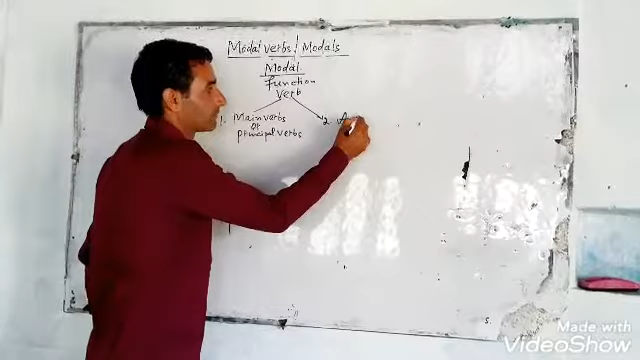 Modal verbs / Modals
Modal
function
Verb
1. Main verbs 2. A
or
principal verbs
Made with
VideoShow